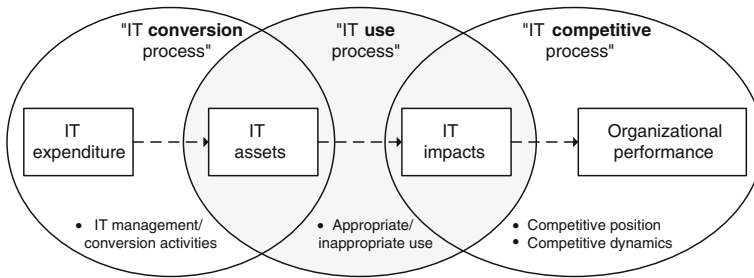 "IT conversion
process"
"IT use
process"
"IT competitive
process"
IT
expenditure
IT
assets
IT
impacts
Organizational
performance
• IT management/
conversion activities
• Appropriate/
inappropriate use
• Competitive position
• Competitive dynamics